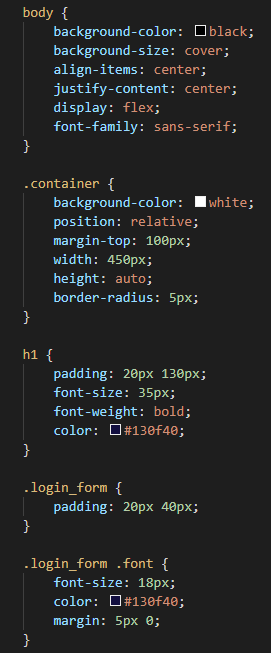 body {
    background-color: black;
    background-size: cover;
    align-items: center;
    justify-content: center;
    display: flex;
    font-family: sans-serif;
}

.container {
    background-color: white;
    position: relative;
    margin-top: 100px;
    width: 450px;
    height: auto;
    border-radius: 5px;
}

h1 {
    padding: 20px 130px;
    font-size: 35px;
    font-weight: bold;
    color: #130f40;
}

.login_form {
    padding: 20px 40px;
}

.login_form .font {
    font-size: 18px;
    color: #130f40;
    margin: 5px 0;
}